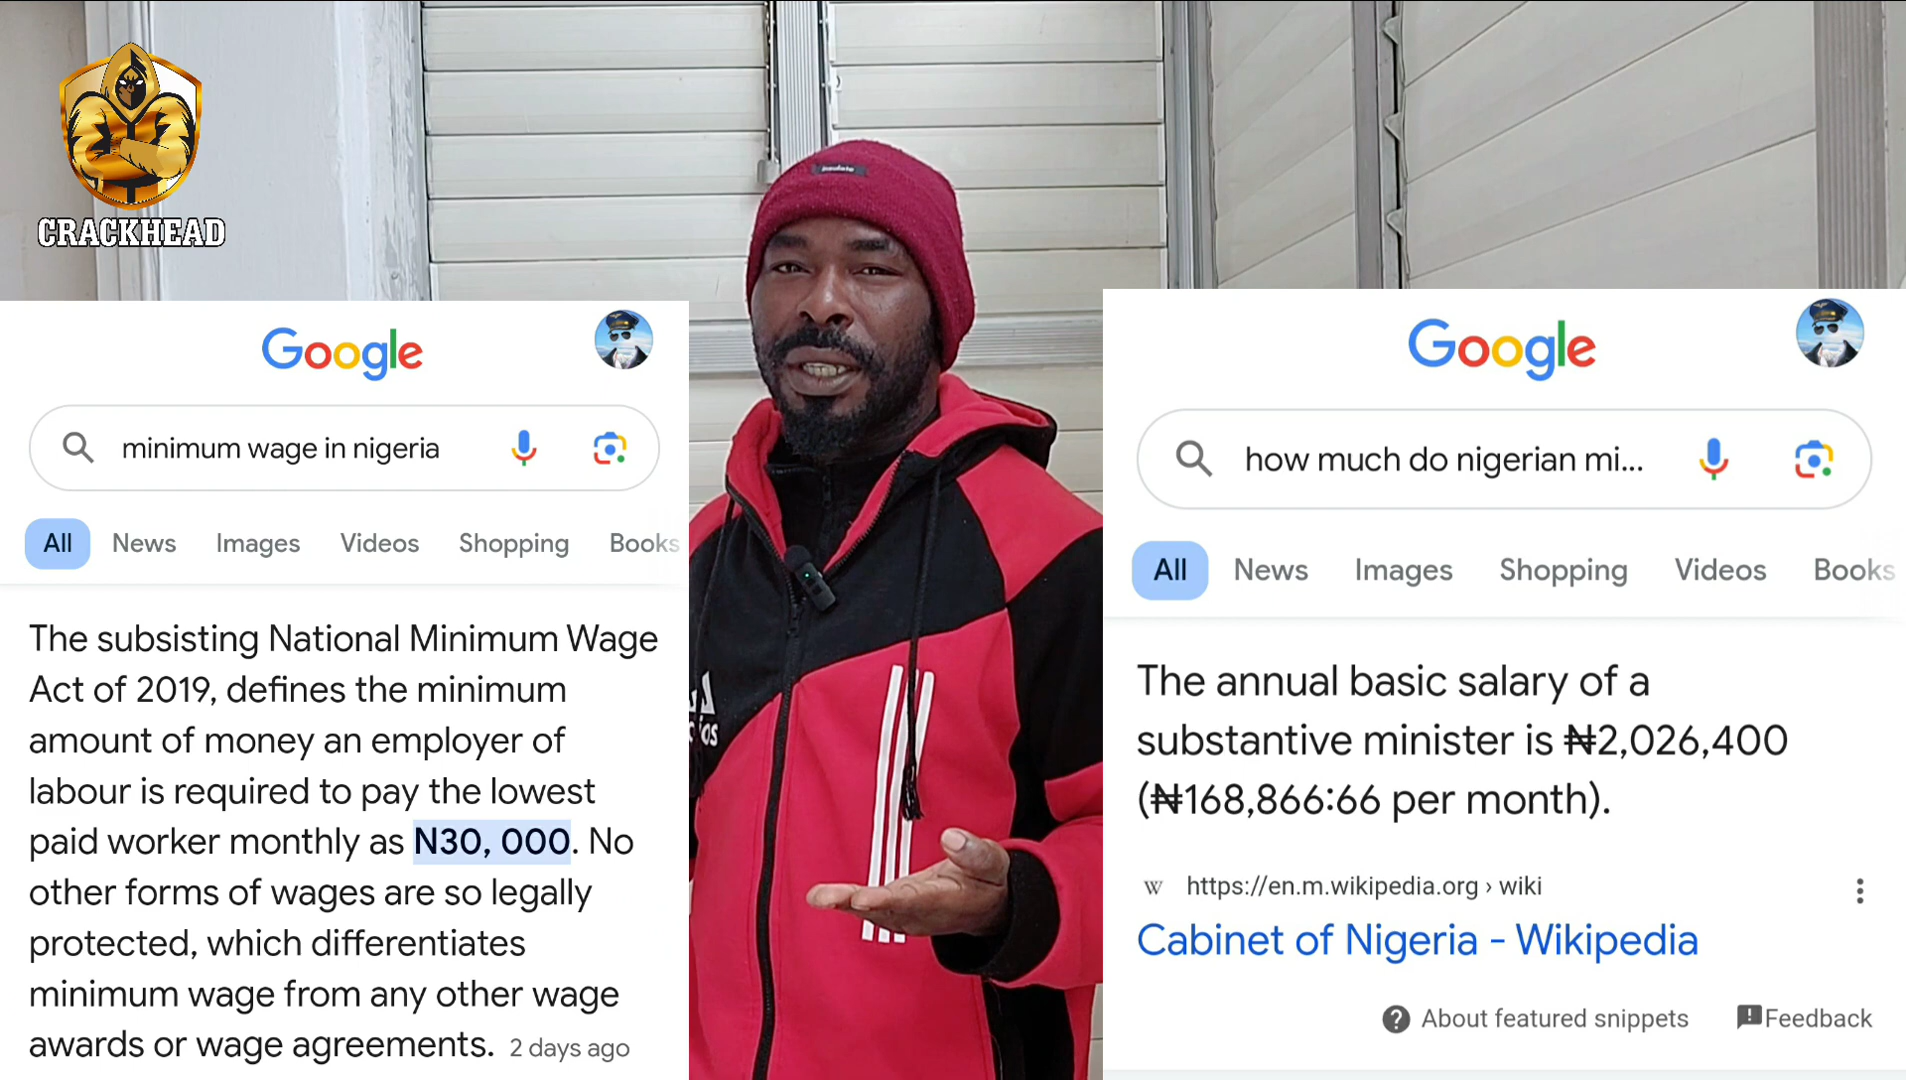 CRACKHEAD
Google
minimum wage in nigeria
All News Images Videos Shopping Books
The subsisting National Minimum Wage
Act of 2019, defines the minimum
amount of money an employer of
labour is required to pay the lowest
paid worker monthly as N30, 000. No
other forms of wages are so legally
protected, which differentiates
minimum wage from any other wage
awards or wage agreements. 2 days ago
Google
how much do nigerian mi...
All News Images Shopping Videos Books
The annual basic salary of a
substantive minister is ₦2,026,400
(₦168,866:66 per month).
W https://en.m.wikipedia.org › wiki
Cabinet of Nigeria - Wikipedia
About featured snippets Feedback